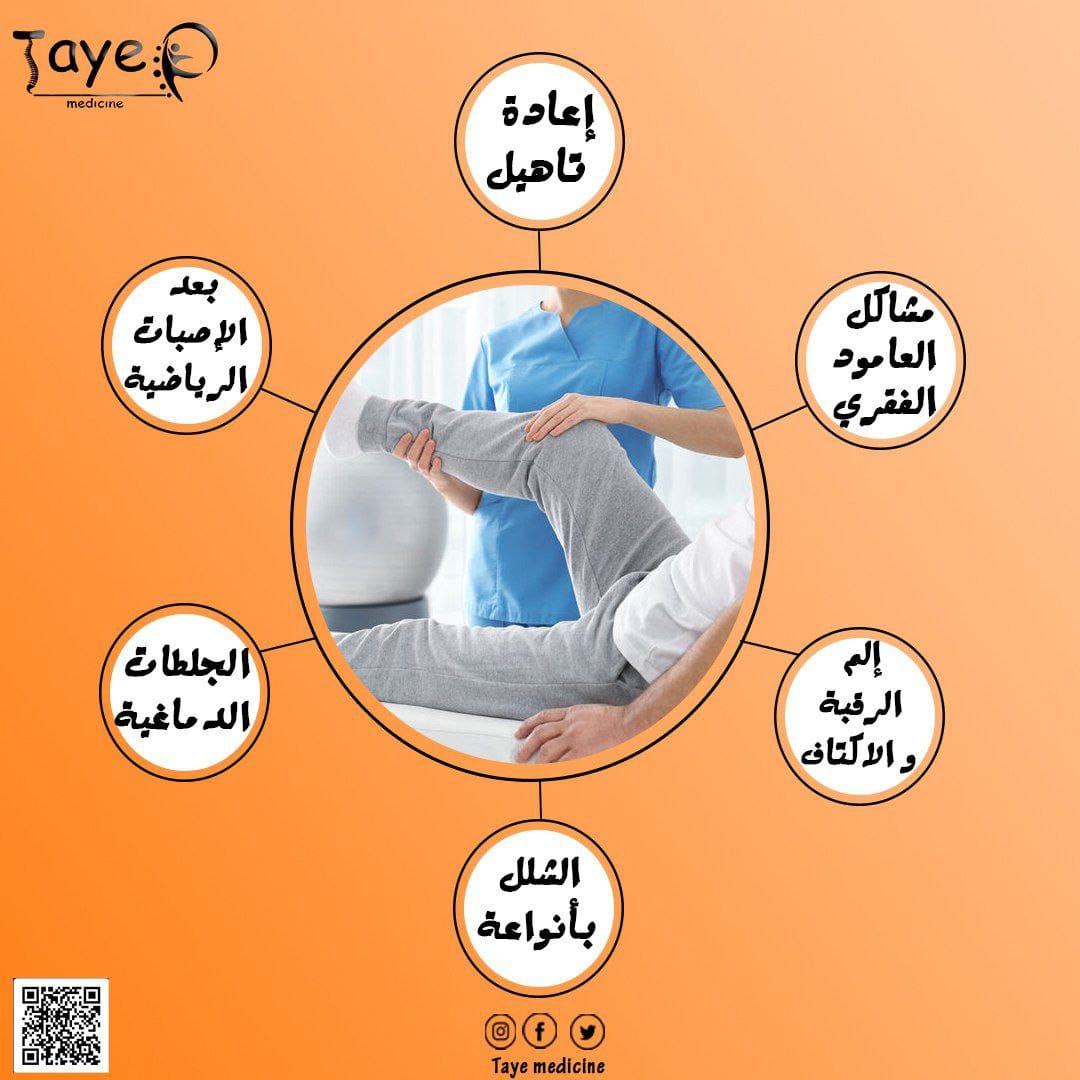 Taye
medicine
إعادة
تاهيل
مشاكل
العامود
الفقري
إلم
الرقبة
و الاكتاف
الشلل
بأنواعة
الجلطات
الدماغية
بعد
الإصبات
الرياضية
Taye medicine